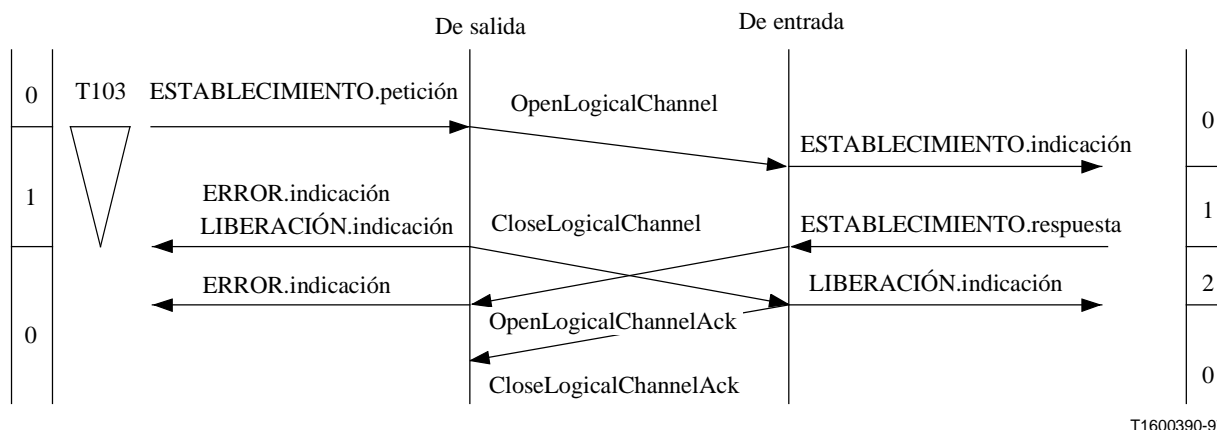 De salida
De entrada
0
T103
ESTABLECIMIENTO.petición
OpenLogicalChannel
0
ESTABLECIMIENTO.indicación
1
ERROR.indicación
LIBERACIÓN.indicación
CloseLogicalChannel
ESTABLECIMIENTO.respuesta
1
ERROR.indicación
LIBERACIÓN.indicación
2
OpenLogicalChannelAck
0
CloseLogicalChannelAck
0
T1600390-9